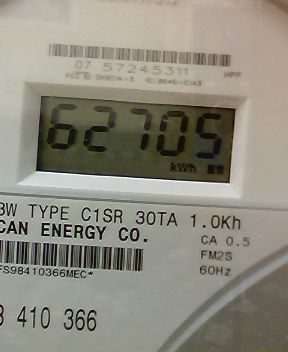 07 57245311 MPP
62705
kWh
3W TYPE C1SR 30TA 1.0Kh
CAN ENERGY CO.
CA 0.5
FM2S
FS98410366MEC*
60Hz
410 366